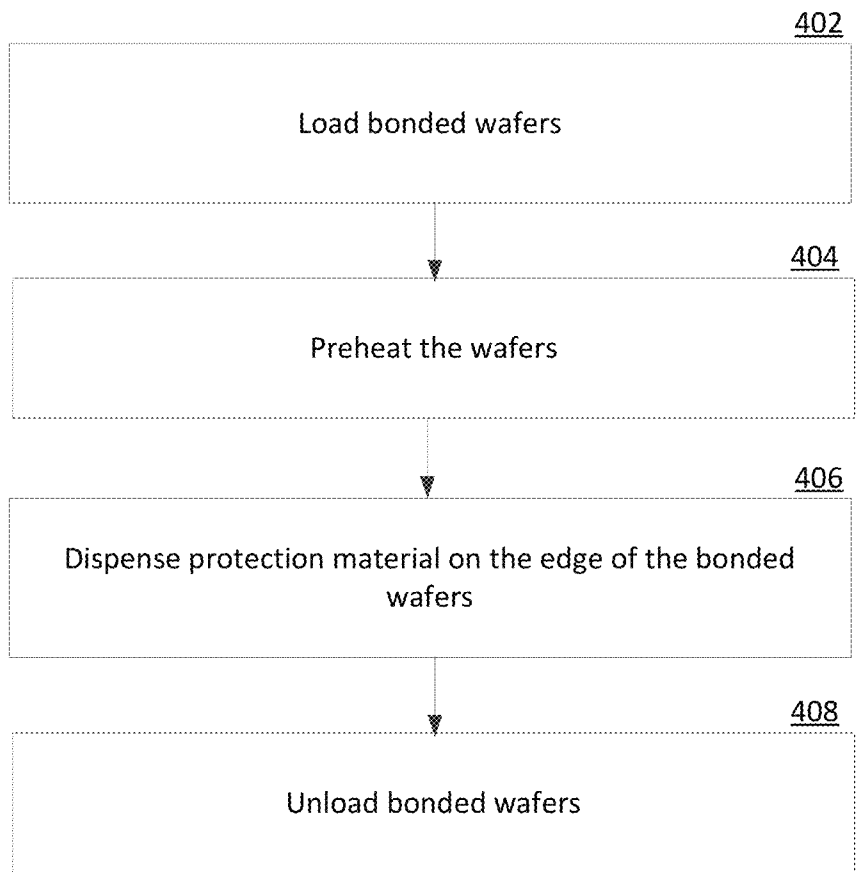 402
Load bonded wafers
404
Preheat the wafers
406
Dispense protection material on the edge of the bonded
wafers
408
Unload bonded wafers